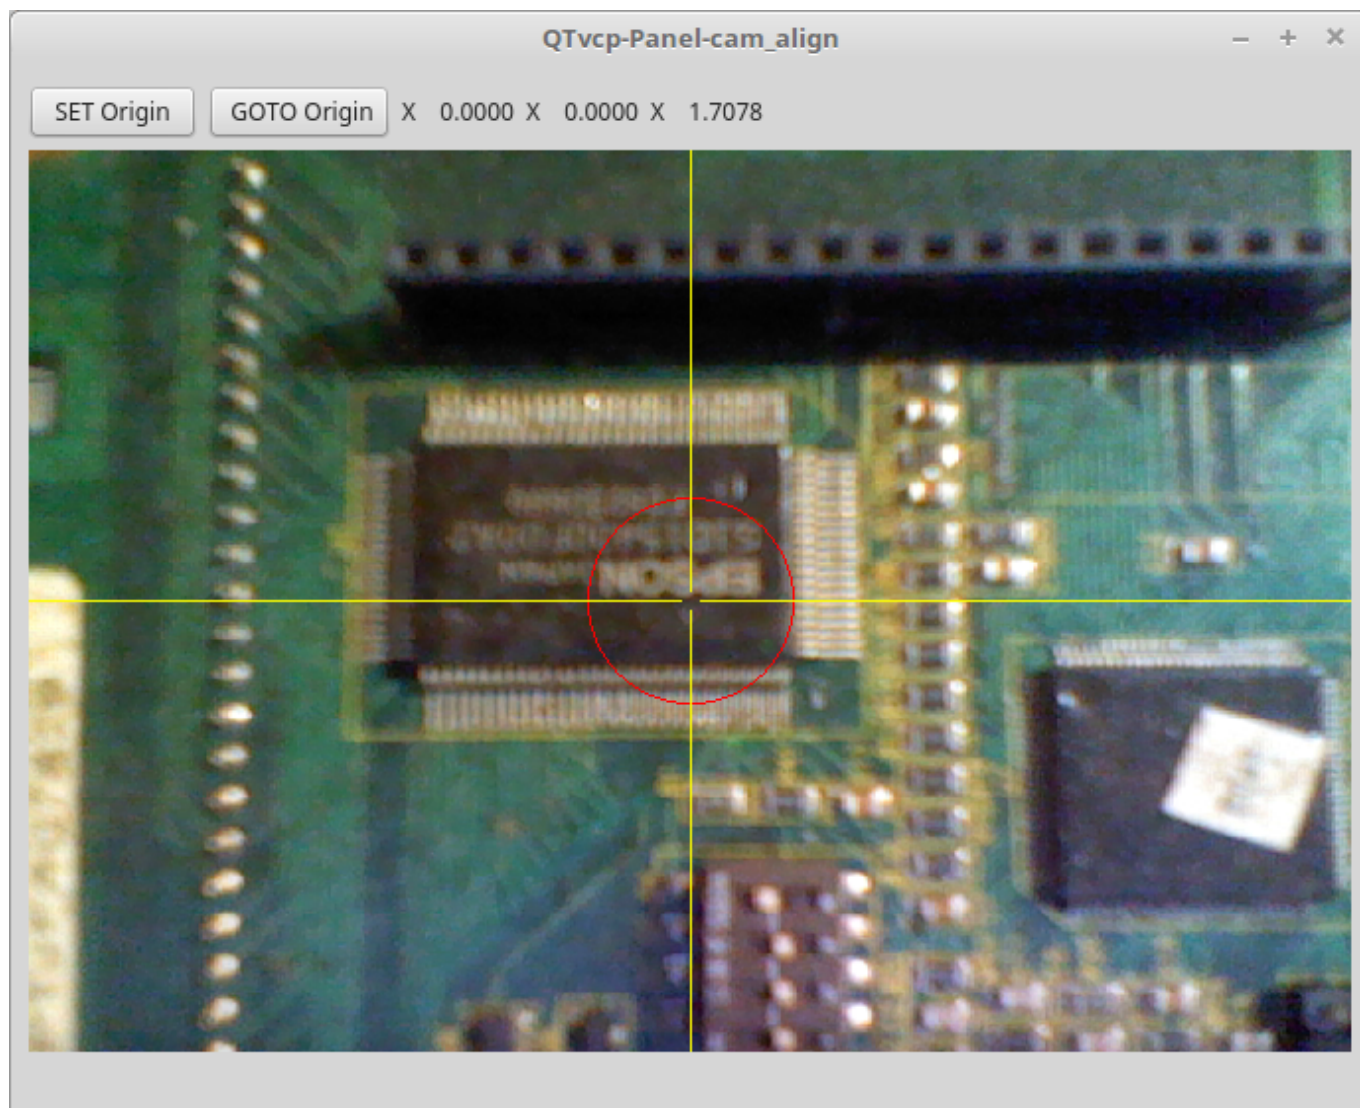 QTvcp-Panel-cam_align
SET Origin GOTO Origin X 0.0000 X 0.0000 X 1.7078
EPSON